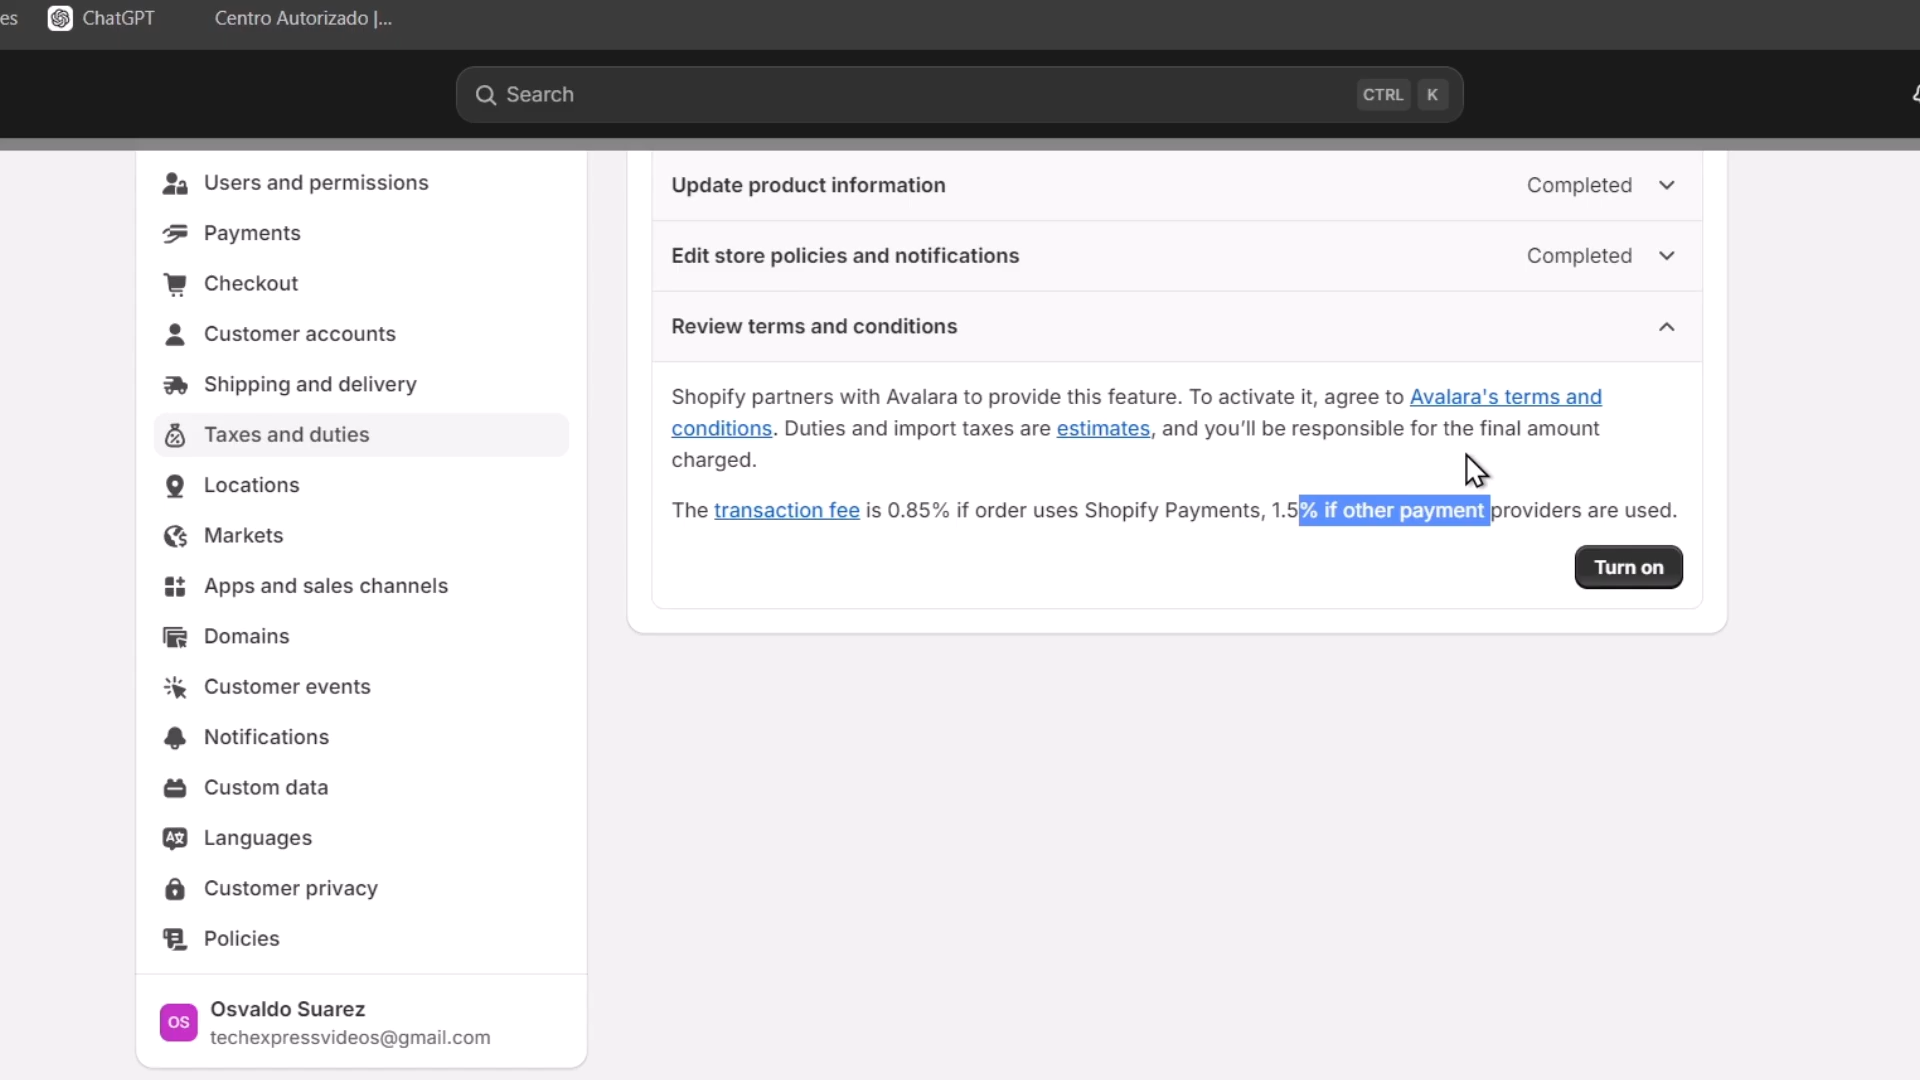 es
ChatGPT
Centro Autorizado |...
Search
CTRL K
Users and permissions
Payments
Checkout
Customer accounts
Shipping and delivery
Taxes and duties
Locations
Markets
Apps and sales channels
Domains
Customer events
Notifications
Custom data
Languages
Customer privacy
Policies
OS
Osvaldo Suarez
techexpressvideos@gmail.com
Update product information
Completed
Edit store policies and notifications
Completed
Review terms and conditions
Shopify partners with Avalara to provide this feature. To activate it, agree to Avalara's terms and
conditions. Duties and import taxes are estimates, and you’ll be responsible for the final amount
charged.
The transaction fee is 0.85% if order uses Shopify Payments, 1.5% if other payment providers are used.
Turn on